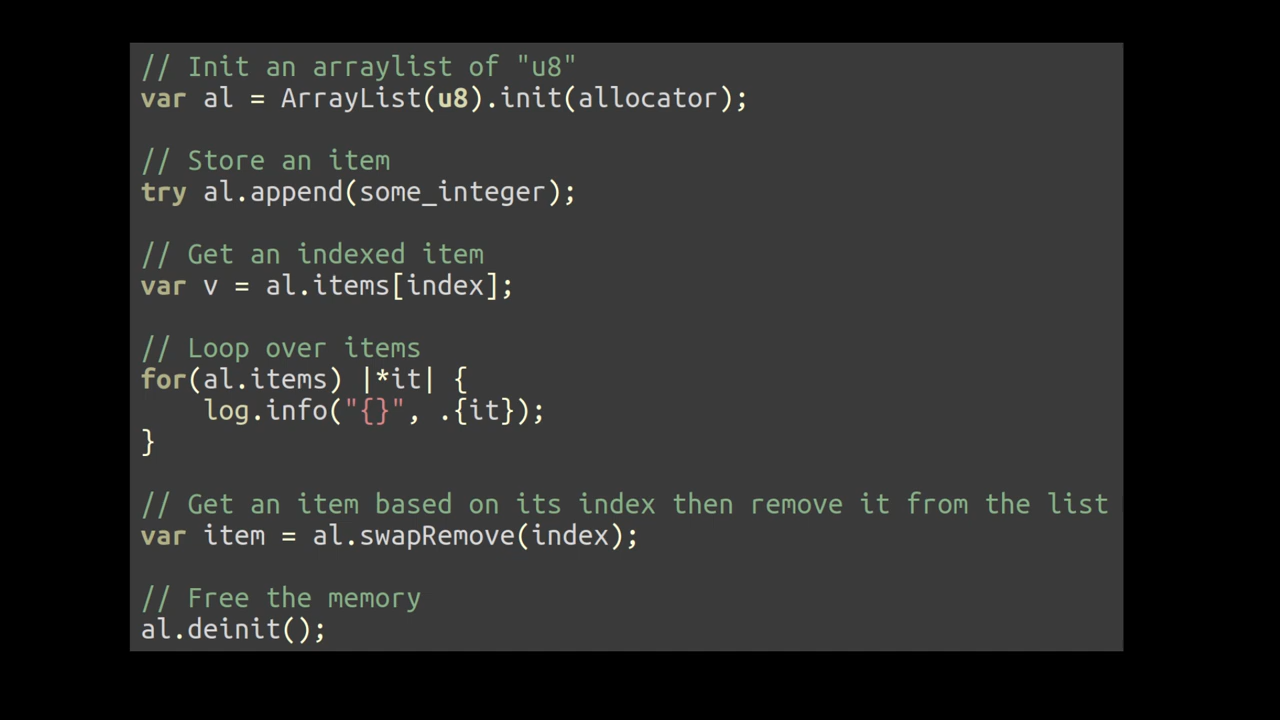 // Init an arraylist of "u8"
var al = ArrayList(u8).init(allocator);
// Store an item
try al.append(some_integer);
// Get an indexed item
var v = al.items[index];
// Loop over items
for(al.items) |*it| {
    log.info("{}", .{it});
}
// Get an item based on its index then remove it from the list
var item = al.swapRemove(index);
// Free the memory
al.deinit();